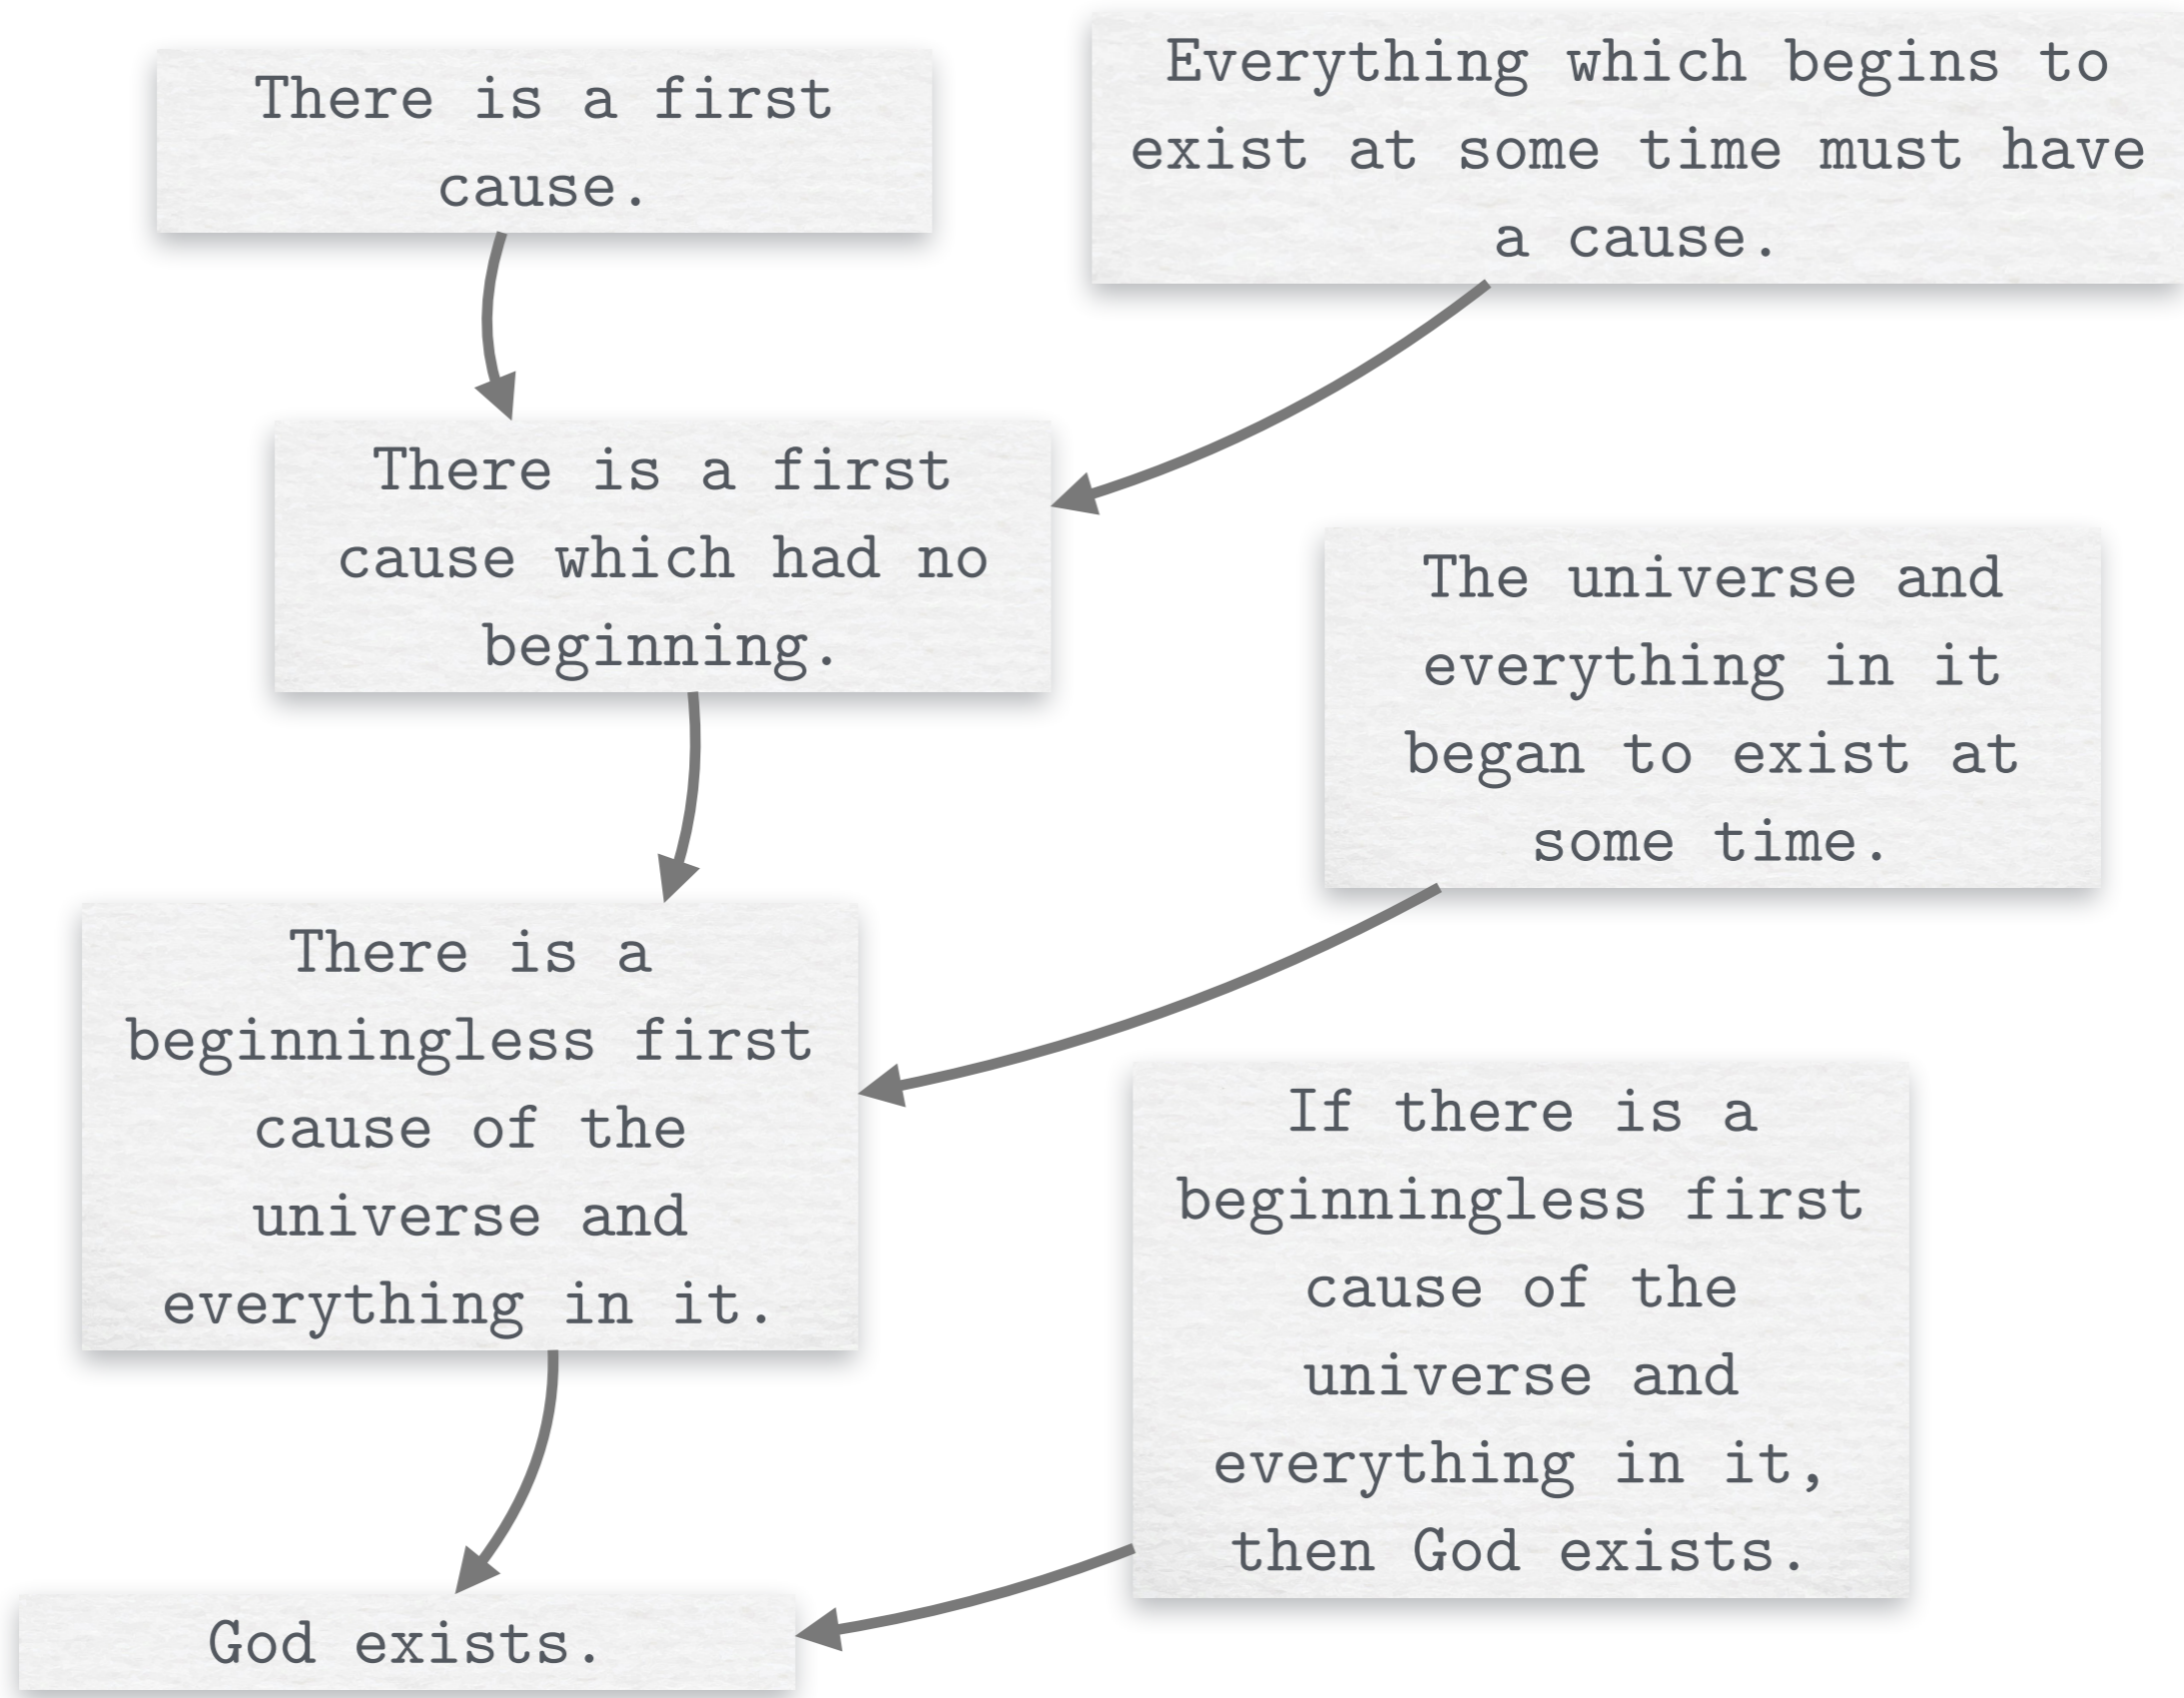 There is a first
cause.
Everything which begins to
exist at some time must have
a cause.
There is a first
cause which had no
beginning.
The universe and
everything in it
began to exist at
some time.
There is a
beginningless first
cause of the
universe and
everything in it.
If there is a
beginningless first
cause of the
universe and
everything in it,
then God exists.
God exists.